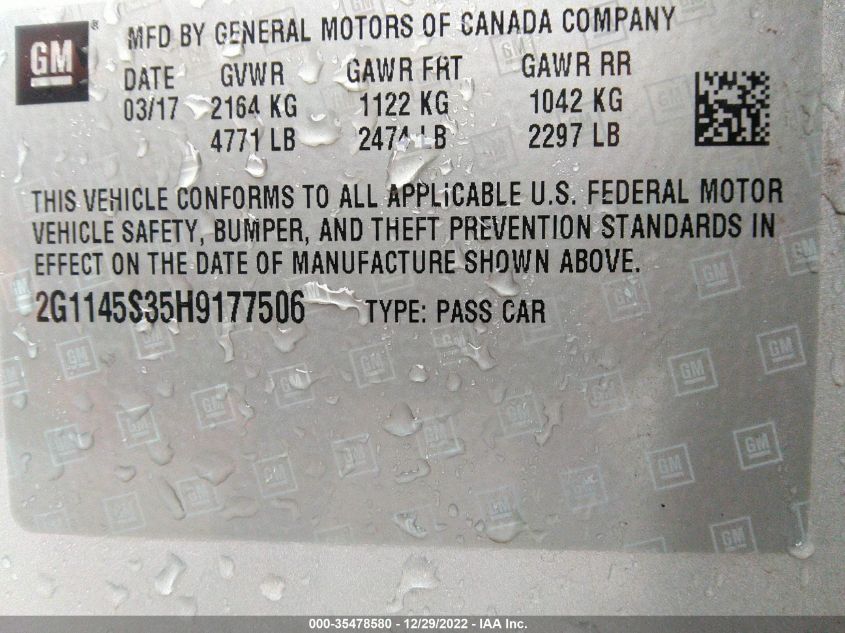 GM ® MFD BY GENERAL MOTORS OF CANADA COMPANY
DATE GVWR GAWR FRT GAWR RR
03/17 2164 KG 1122 KG 1042 KG
4771 LB 2474 LB 2297 LB
THIS VEHICLE CONFORMS TO ALL APPLICABLE U.S. FEDERAL MOTOR
VEHICLE SAFETY, BUMPER, AND THEFT PREVENTION STANDARDS IN
EFFECT ON THE DATE OF MANUFACTURE SHOWN ABOVE.
2G1145S35H9177506 TYPE: PASS CAR
000-35478580 - 12/29/2022 - IAA Inc.